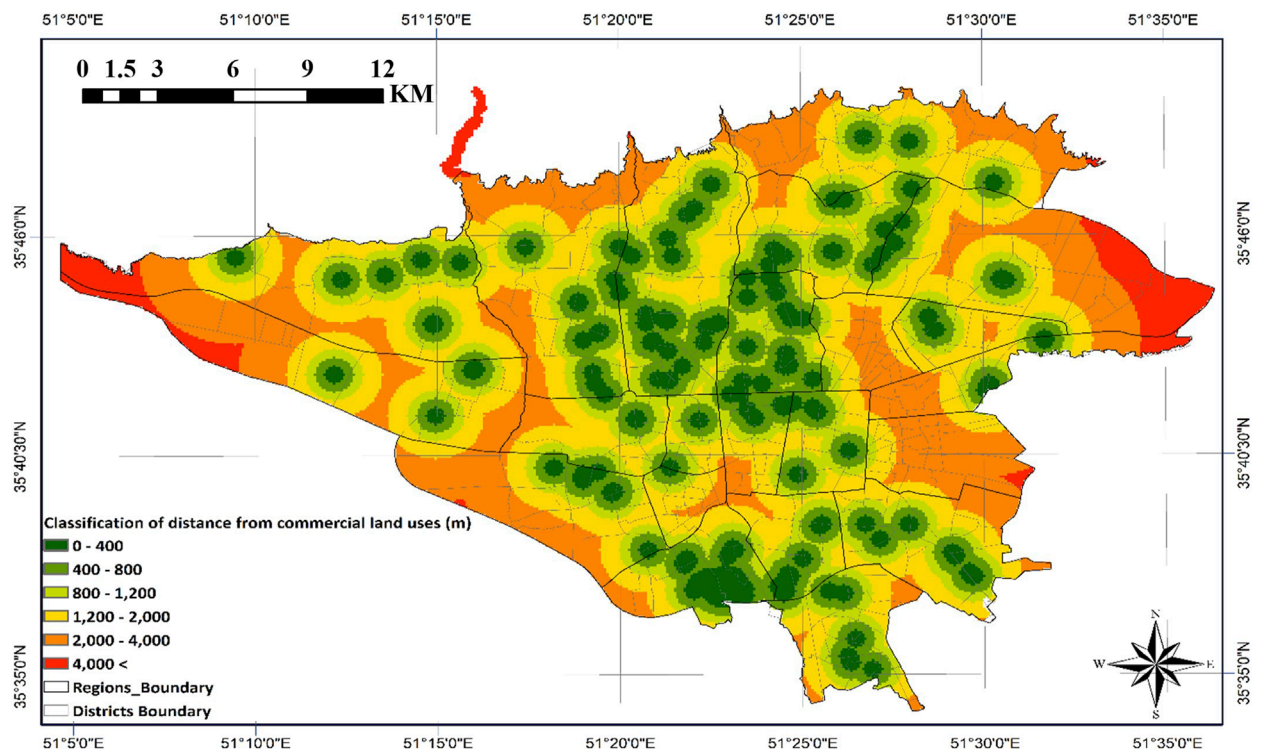 51°5'0"E 51°10'0"E 51°15'0"E 51°20'0"E 51°25'0"E 51°30'0"E 51°35'0"E
0 1.5 3 6 9 12
KM
35°46'0"N 35°46'0"N
35°40'30"N 35°40'30"N
Classification of distance from commercial land uses (m)
0 - 400
400 - 800
800 - 1,200
1,200 - 2,000
2,000 - 4,000
4,000 <
Regions_Boundary
Districts Boundary
N
W E
S
35°35'0"N 35°35'0"N
51°5'0"E 51°10'0"E 51°15'0"E 51°20'0"E 51°25'0"E 51°30'0"E 51°35'0"E